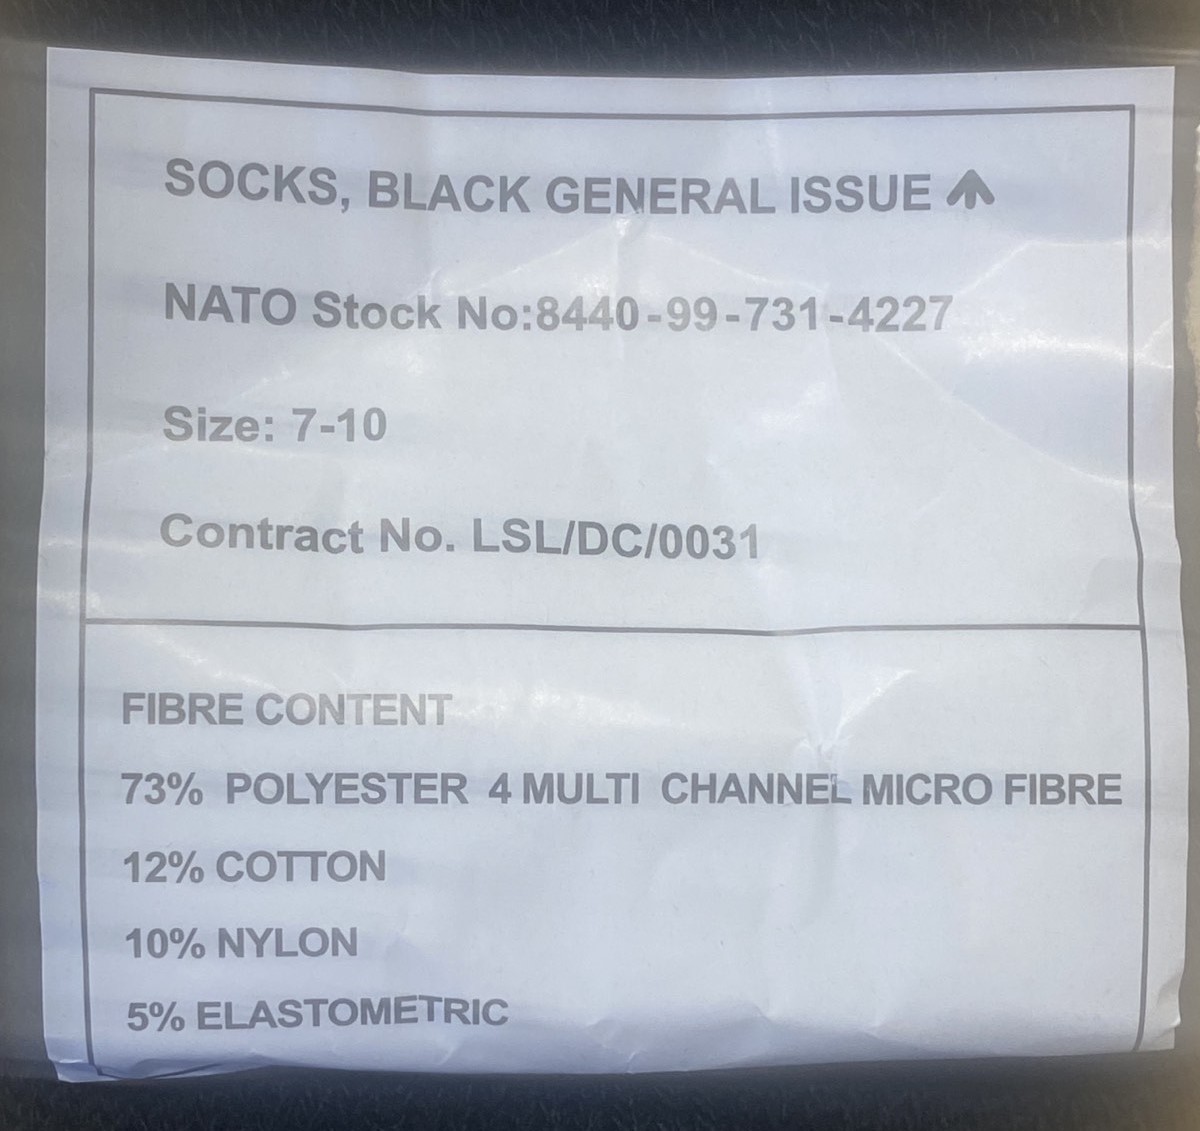 SOCKS, BLACK GENERAL ISSUE
NATO Stock No:8440-99-731-4227
Size: 7-10
Contract No. LSL/DC/0031
FIBRE CONTENT
73% POLYESTER 4 MULTI CHANNEL MICRO FIBRE
12% COTTON
10% NYLON
5% ELASTOMETRIC